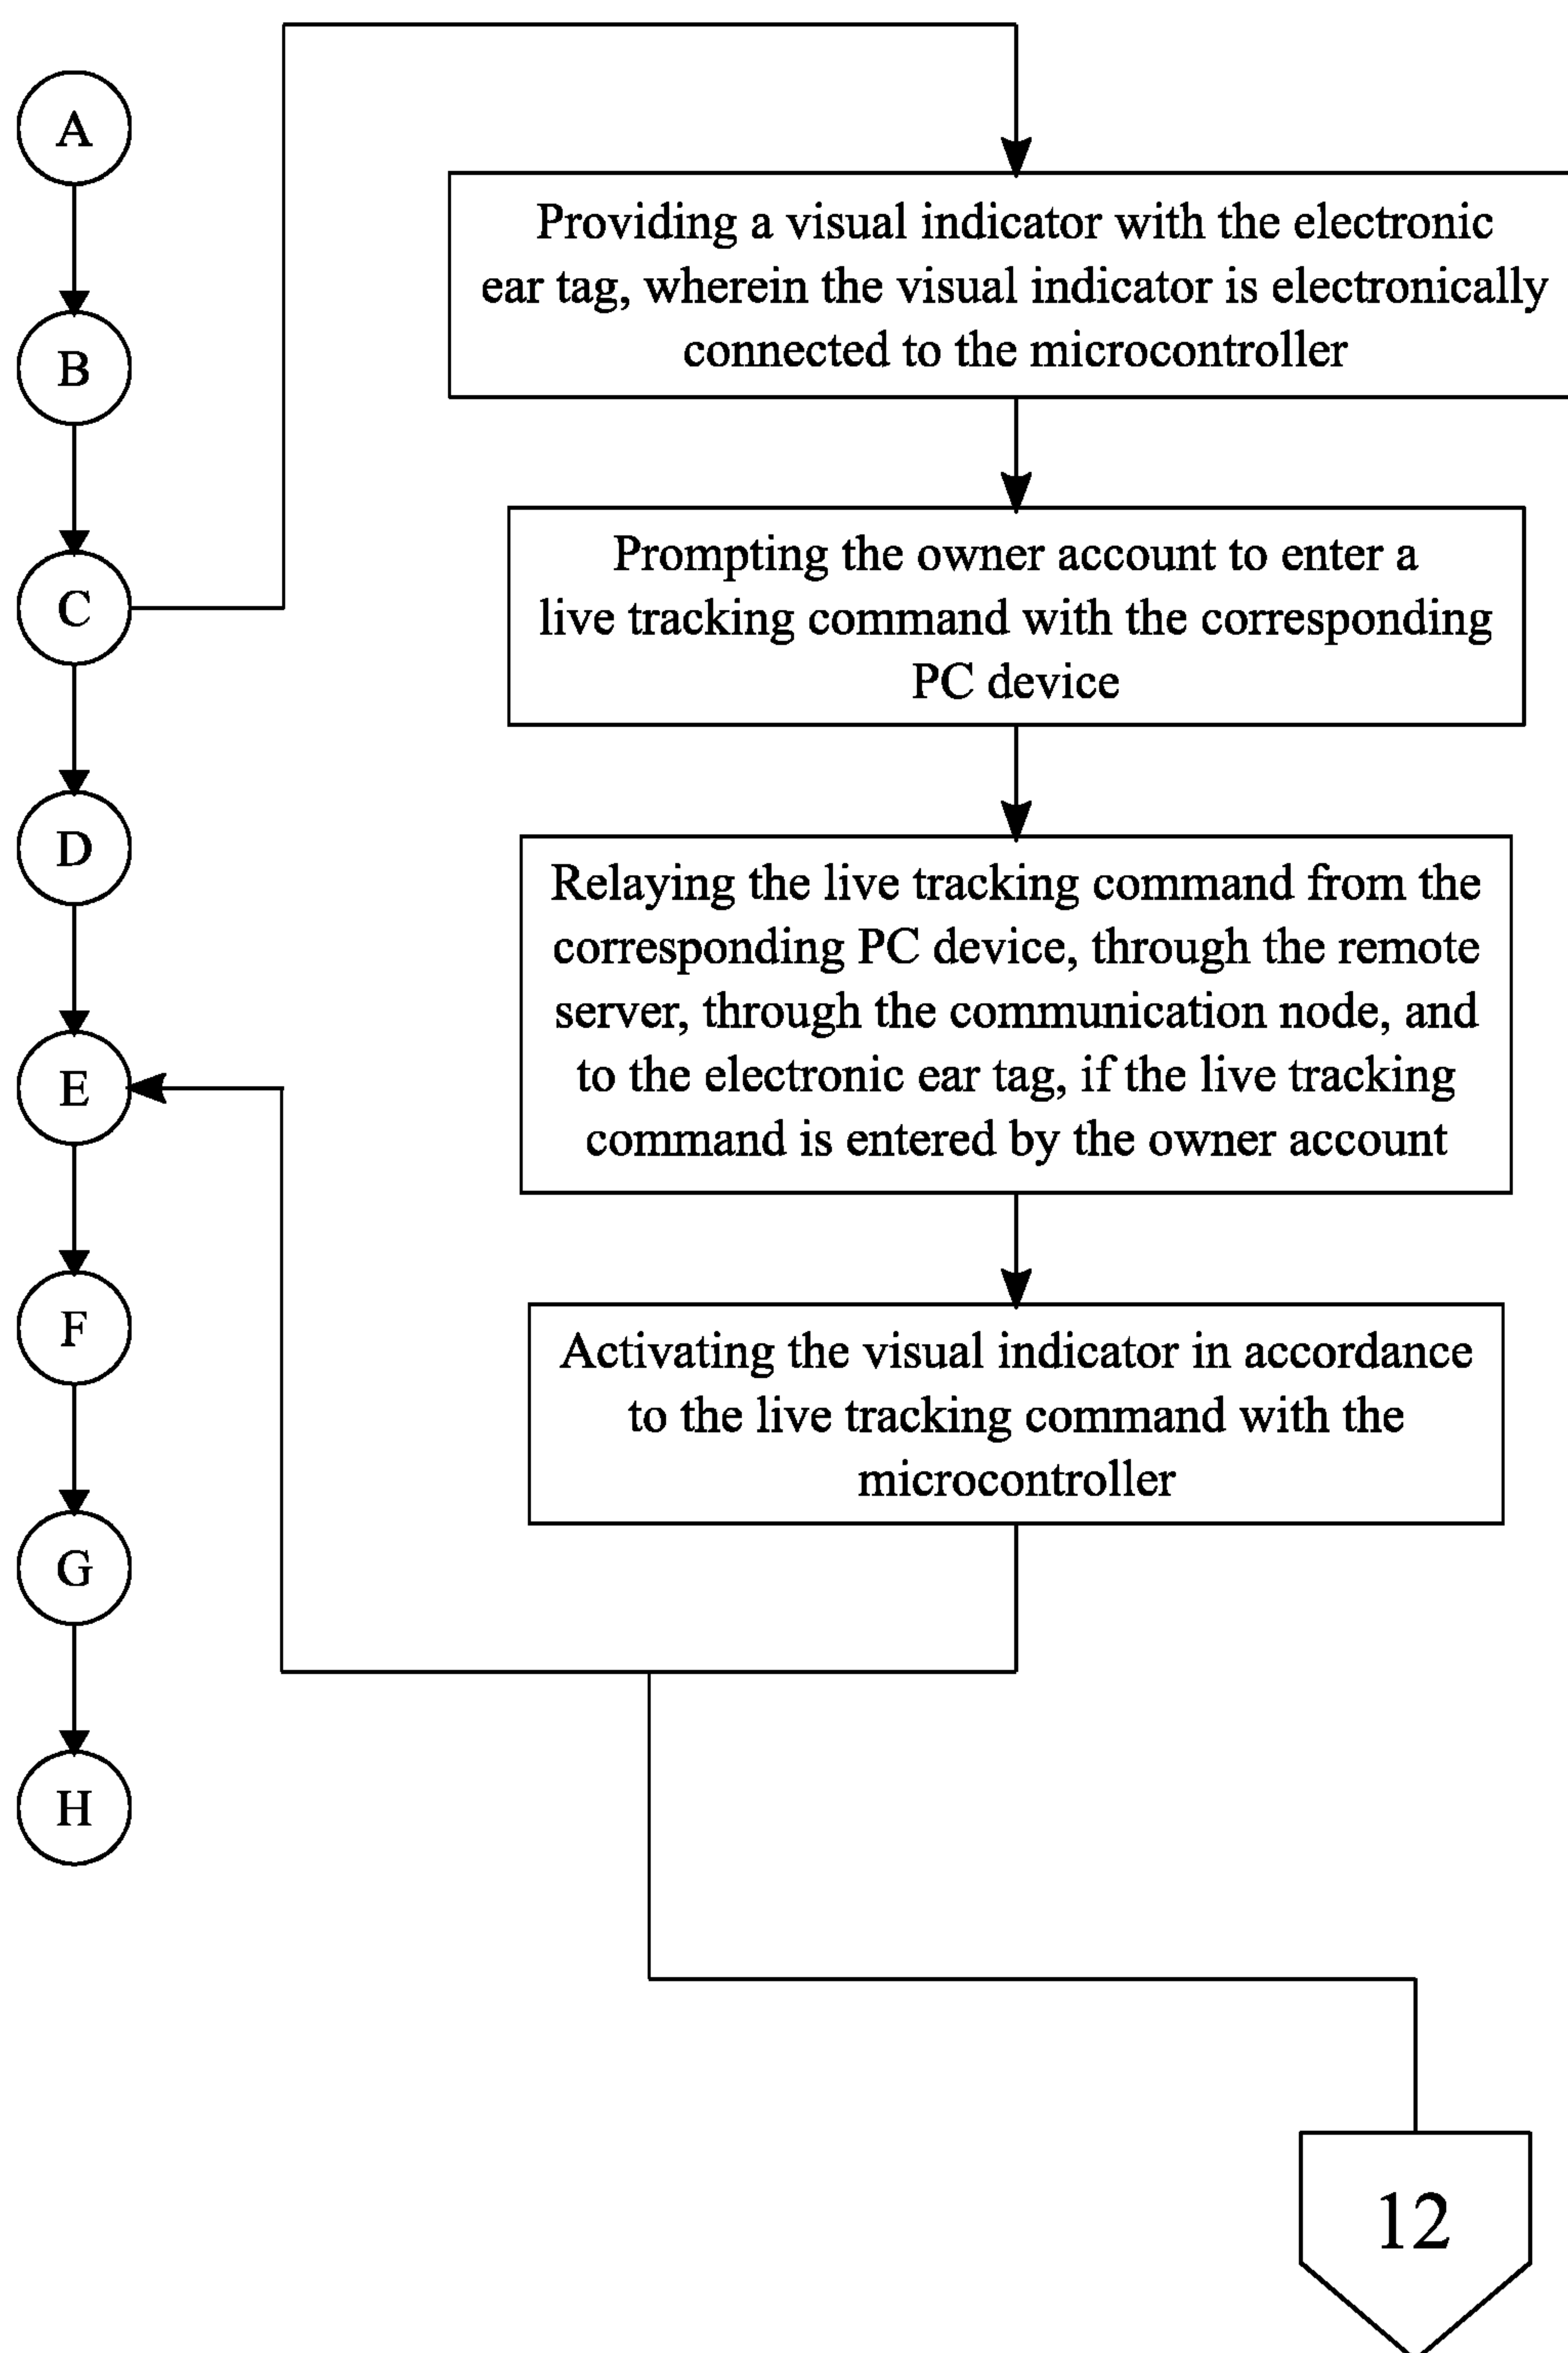 A
B
C
D
E
F
G
H
Providing a visual indicator with the electronic
ear tag, wherein the visual indicator is electronically
connected to the microcontroller
Prompting the owner account to enter a
live tracking command with the corresponding
PC device
Relaying the live tracking command from the
corresponding PC device, through the remote
server, through the communication node, and
to the electronic ear tag, if the live tracking
command is entered by the owner account
Activating the visual indicator in accordance
to the live tracking command with the
microcontroller
12